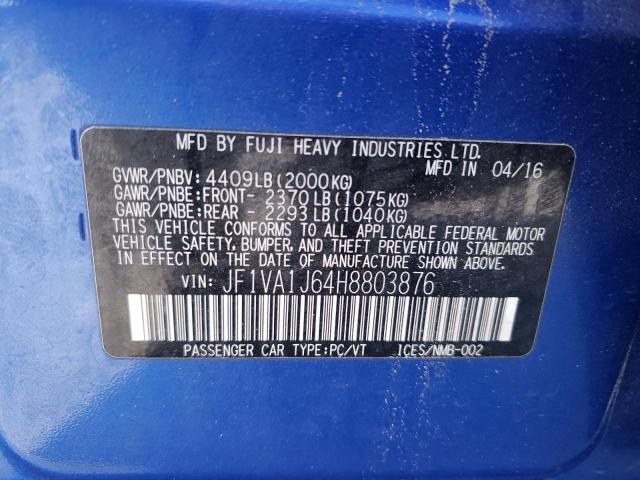 MFD BY FUJI HEAVY INDUSTRIES.LTD.
MFD IN 04/16
GVWR/PNBV: 4409LB(2000KG)
GAWR/PNBE:FRONT- 2370LB(1075KG)
GAWR/PNBE:REAR - 2293LB(1040KG)
THIS VEHICLE CONFORMS TO ALL APPLICABLE FEDERAL MOTOR
VEHICLE SAFETY, BUMPER, AND THEFT PREVENTION STANDARDS
IN EFFECT ON THE DATE OF MANUFACTURE SHOWN ABOVE.
VIN: JF1VA1J64H8803876
PASSENGER CAR TYPE:PC/VT ICES/NMB-002